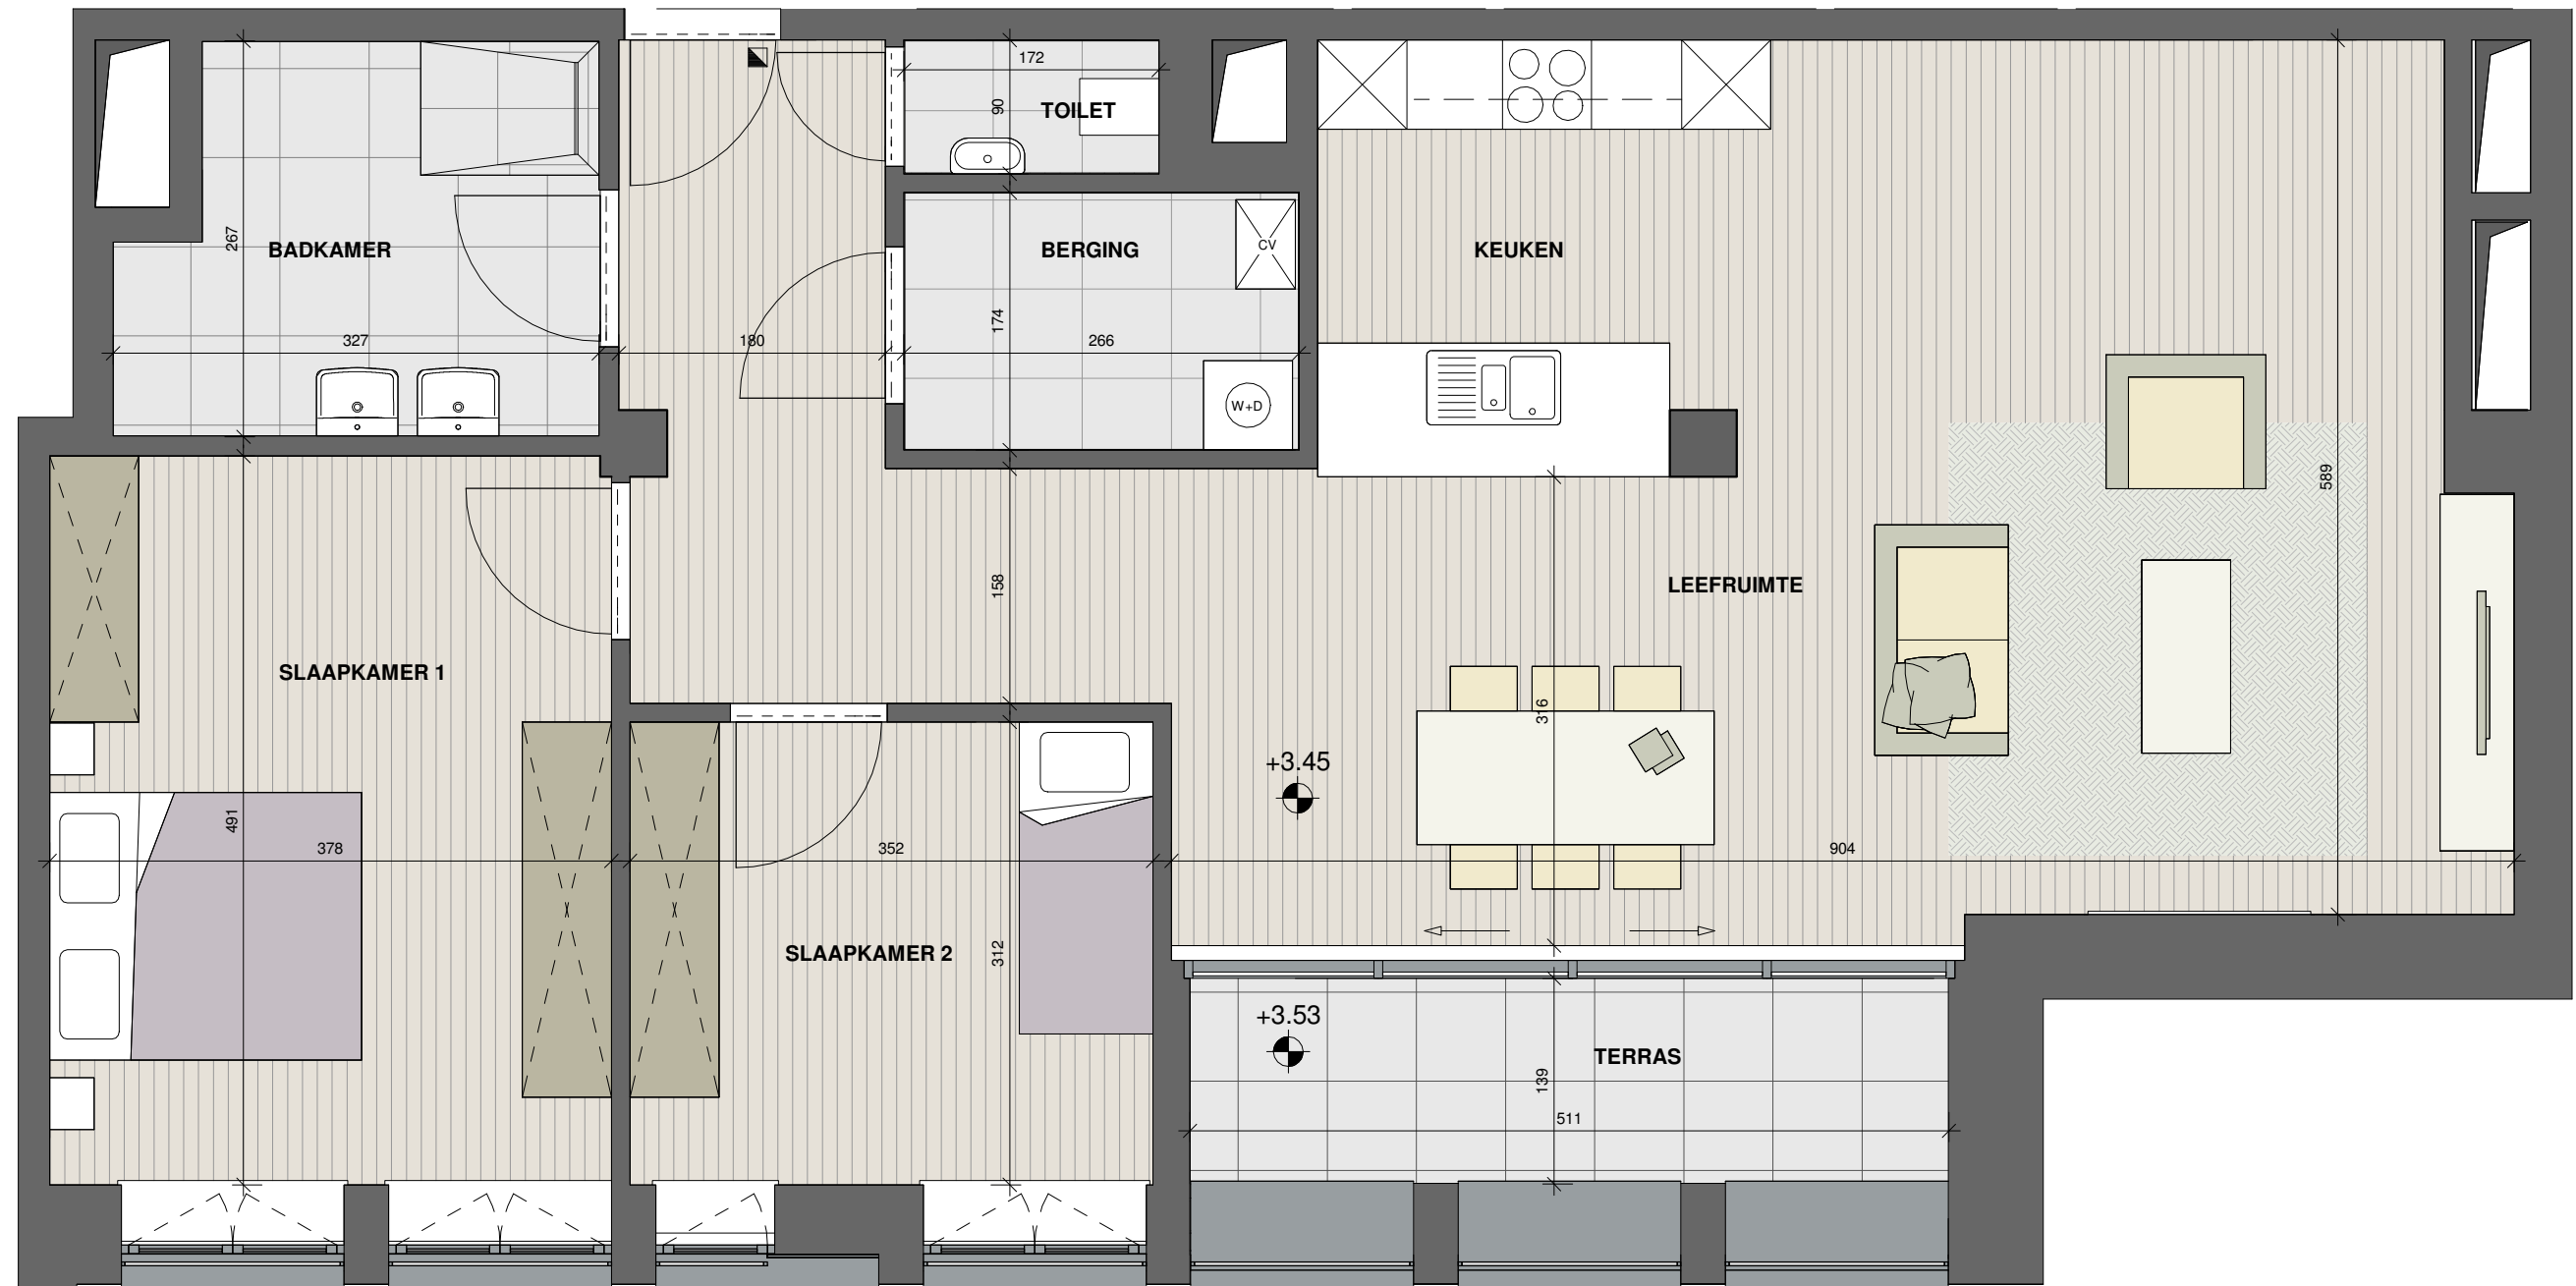 172
90
TOILET
267
BADKAMER
BERGING
CV
KEUKEN
174
327
180
266
W+D
589
158
LEEFRUIMTE
SLAAPKAMER 1
316
+3.45
491
378
352
904
SLAAPKAMER 2
312
+3.53
TERRAS
139
511